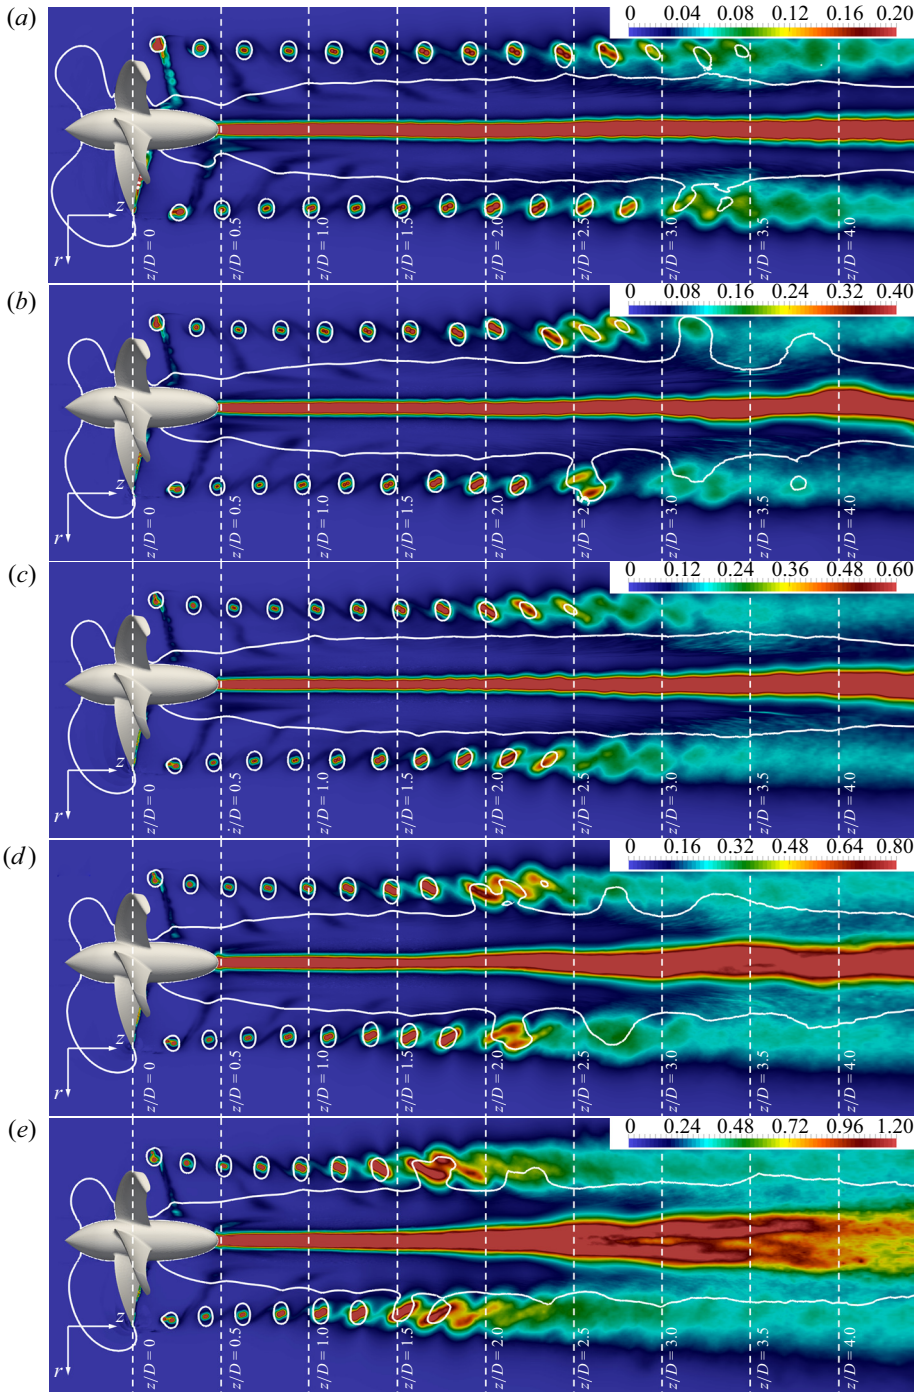 (a)
0 0.04 0.08 0.12 0.16 0.20
z
r
z/D = 0
z/D = 0.5
z/D = 1.0
z/D = 1.5
z/D = 2.0
z/D = 2.5
z/D = 3.0
z/D = 3.5
z/D = 4.0
(b)
0 0.08 0.16 0.24 0.32 0.40
z
r
z/D = 0
z/D = 0.5
z/D = 1.0
z/D = 1.5
z/D = 2.0
z/D = 2.5
z/D = 3.0
z/D = 3.5
z/D = 4.0
(c)
0 0.12 0.24 0.36 0.48 0.60
z
r
z/D = 0
z/D = 0.5
z/D = 1.0
z/D = 1.5
z/D = 2.0
z/D = 2.5
z/D = 3.0
z/D = 3.5
z/D = 4.0
(d)
0 0.16 0.32 0.48 0.64 0.80
z
r
z/D = 0
z/D = 0.5
z/D = 1.0
z/D = 1.5
z/D = 2.0
z/D = 2.5
z/D = 3.0
z/D = 3.5
z/D = 4.0
(e)
0 0.24 0.48 0.72 0.96 1.20
z
r
z/D = 0
z/D = 0.5
z/D = 1.0
z/D = 1.5
z/D = 2.0
z/D = 2.5
z/D = 3.0
z/D = 3.5
z/D = 4.0